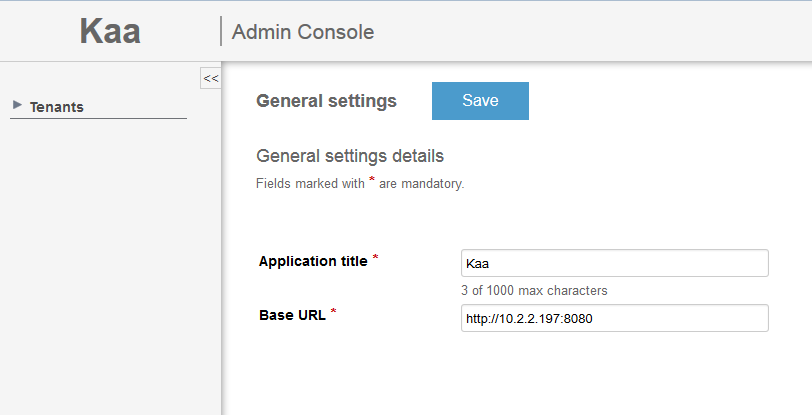 Kaa
Admin Console
<<
Tenants
General settings
Save
General settings details
Fields marked with * are mandatory.
Application title *
Kaa
3 of 1000 max characters
Base URL *
http://10.2.2.197:8080